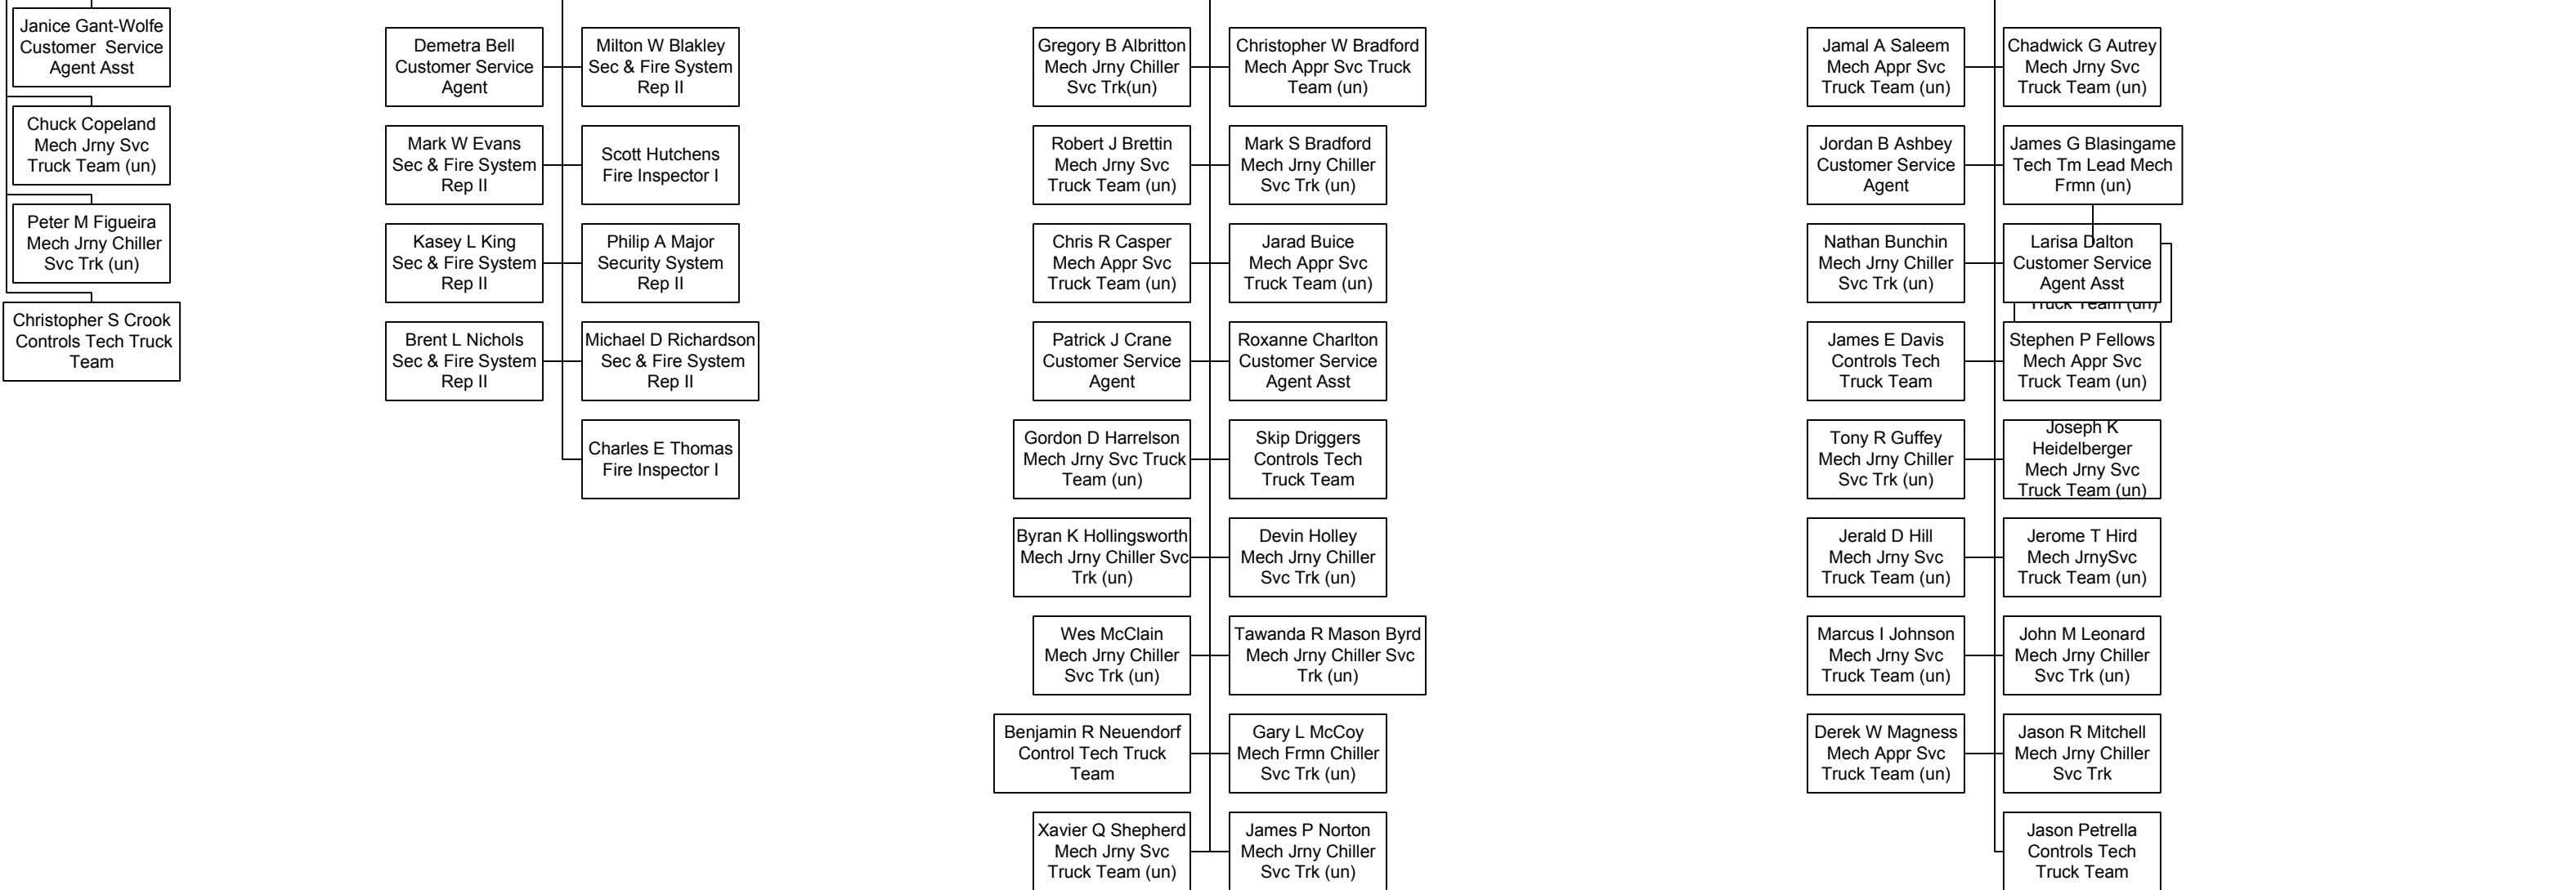 Janice Gant-Wolfe
Customer Service
Agent Asst
Chuck Copeland
Mech Jrny Svc
Truck Team (un)
Peter M Figueira
Mech Jrny Chiller
Svc Trk (un)
Christopher S Crook
Controls Tech Truck
Team
Demetra Bell
Customer Service
Agent
Milton W Blakley
Sec & Fire System
Rep II
Mark W Evans
Sec & Fire System
Rep II
Scott Hutchens
Fire Inspector I
Kasey L King
Sec & Fire System
Rep II
Philip A Major
Security System
Rep II
Brent L Nichols
Sec & Fire System
Rep II
Michael D Richardson
Sec & Fire System
Rep II
Charles E Thomas
Fire Inspector I
Gregory B Albritton
Mech Jrny Chiller
Svc Trk(un)
Christopher W Bradford
Mech Appr Svc Truck
Team (un)
Robert J Brettin
Mech Jrny Svc
Truck Team (un)
Mark S Bradford
Mech Jrny Chiller
Svc Trk (un)
Chris R Casper
Mech Appr Svc
Truck Team (un)
Jarad Buice
Mech Appr Svc
Truck Team (un)
Patrick J Crane
Customer Service
Agent
Roxanne Charlton
Customer Service
Agent Asst
Gordon D Harrelson
Mech Jrny Svc Truck
Team (un)
Skip Driggers
Controls Tech
Truck Team
Byran K Hollingsworth
Mech Jrny Chiller Svc
Trk (un)
Devin Holley
Mech Jrny Chiller
Svc Trk (un)
Wes McClain
Mech Jrny Chiller
Svc Trk (un)
Tawanda R Mason Byrd
Mech Jrny Chiller Svc
Trk (un)
Benjamin R Neuendorf
Control Tech Truck
Team
Gary L McCoy
Mech Frmn Chiller
Svc Trk (un)
Xavier Q Shepherd
Mech Jrny Svc
Truck Team (un)
James P Norton
Mech Jrny Chiller
Svc Trk (un)
Jamal A Saleem
Mech Appr Svc
Truck Team (un)
Chadwick G Autrey
Mech Jrny Svc
Truck Team (un)
Jordan B Ashbey
Customer Service
Agent
James G Blasingame
Tech Tm Lead Mech
Frmn (un)
Nathan Bunchin
Mech Jrny Chiller
Svc Trk (un)
Larisa Dalton
Customer Service
Agent Asst
Truck Team (un)
James E Davis
Controls Tech
Truck Team
Stephen P Fellows
Mech Appr Svc
Truck Team (un)
Tony R Guffey
Mech Jrny Chiller
Svc Trk (un)
Joseph K
Heidelberger
Mech Jrny Svc
Truck Team (un)
Jerald D Hill
Mech Jrny Svc
Truck Team (un)
Jerome T Hird
Mech JrnySvc
Truck Team (un)
Marcus I Johnson
Mech Jrny Svc
Truck Team (un)
John M Leonard
Mech Jrny Chiller
Svc Trk (un)
Derek W Magness
Mech Appr Svc
Truck Team (un)
Jason R Mitchell
Mech Jrny Chiller
Svc Trk
Jason Petrella
Controls Tech
Truck Team